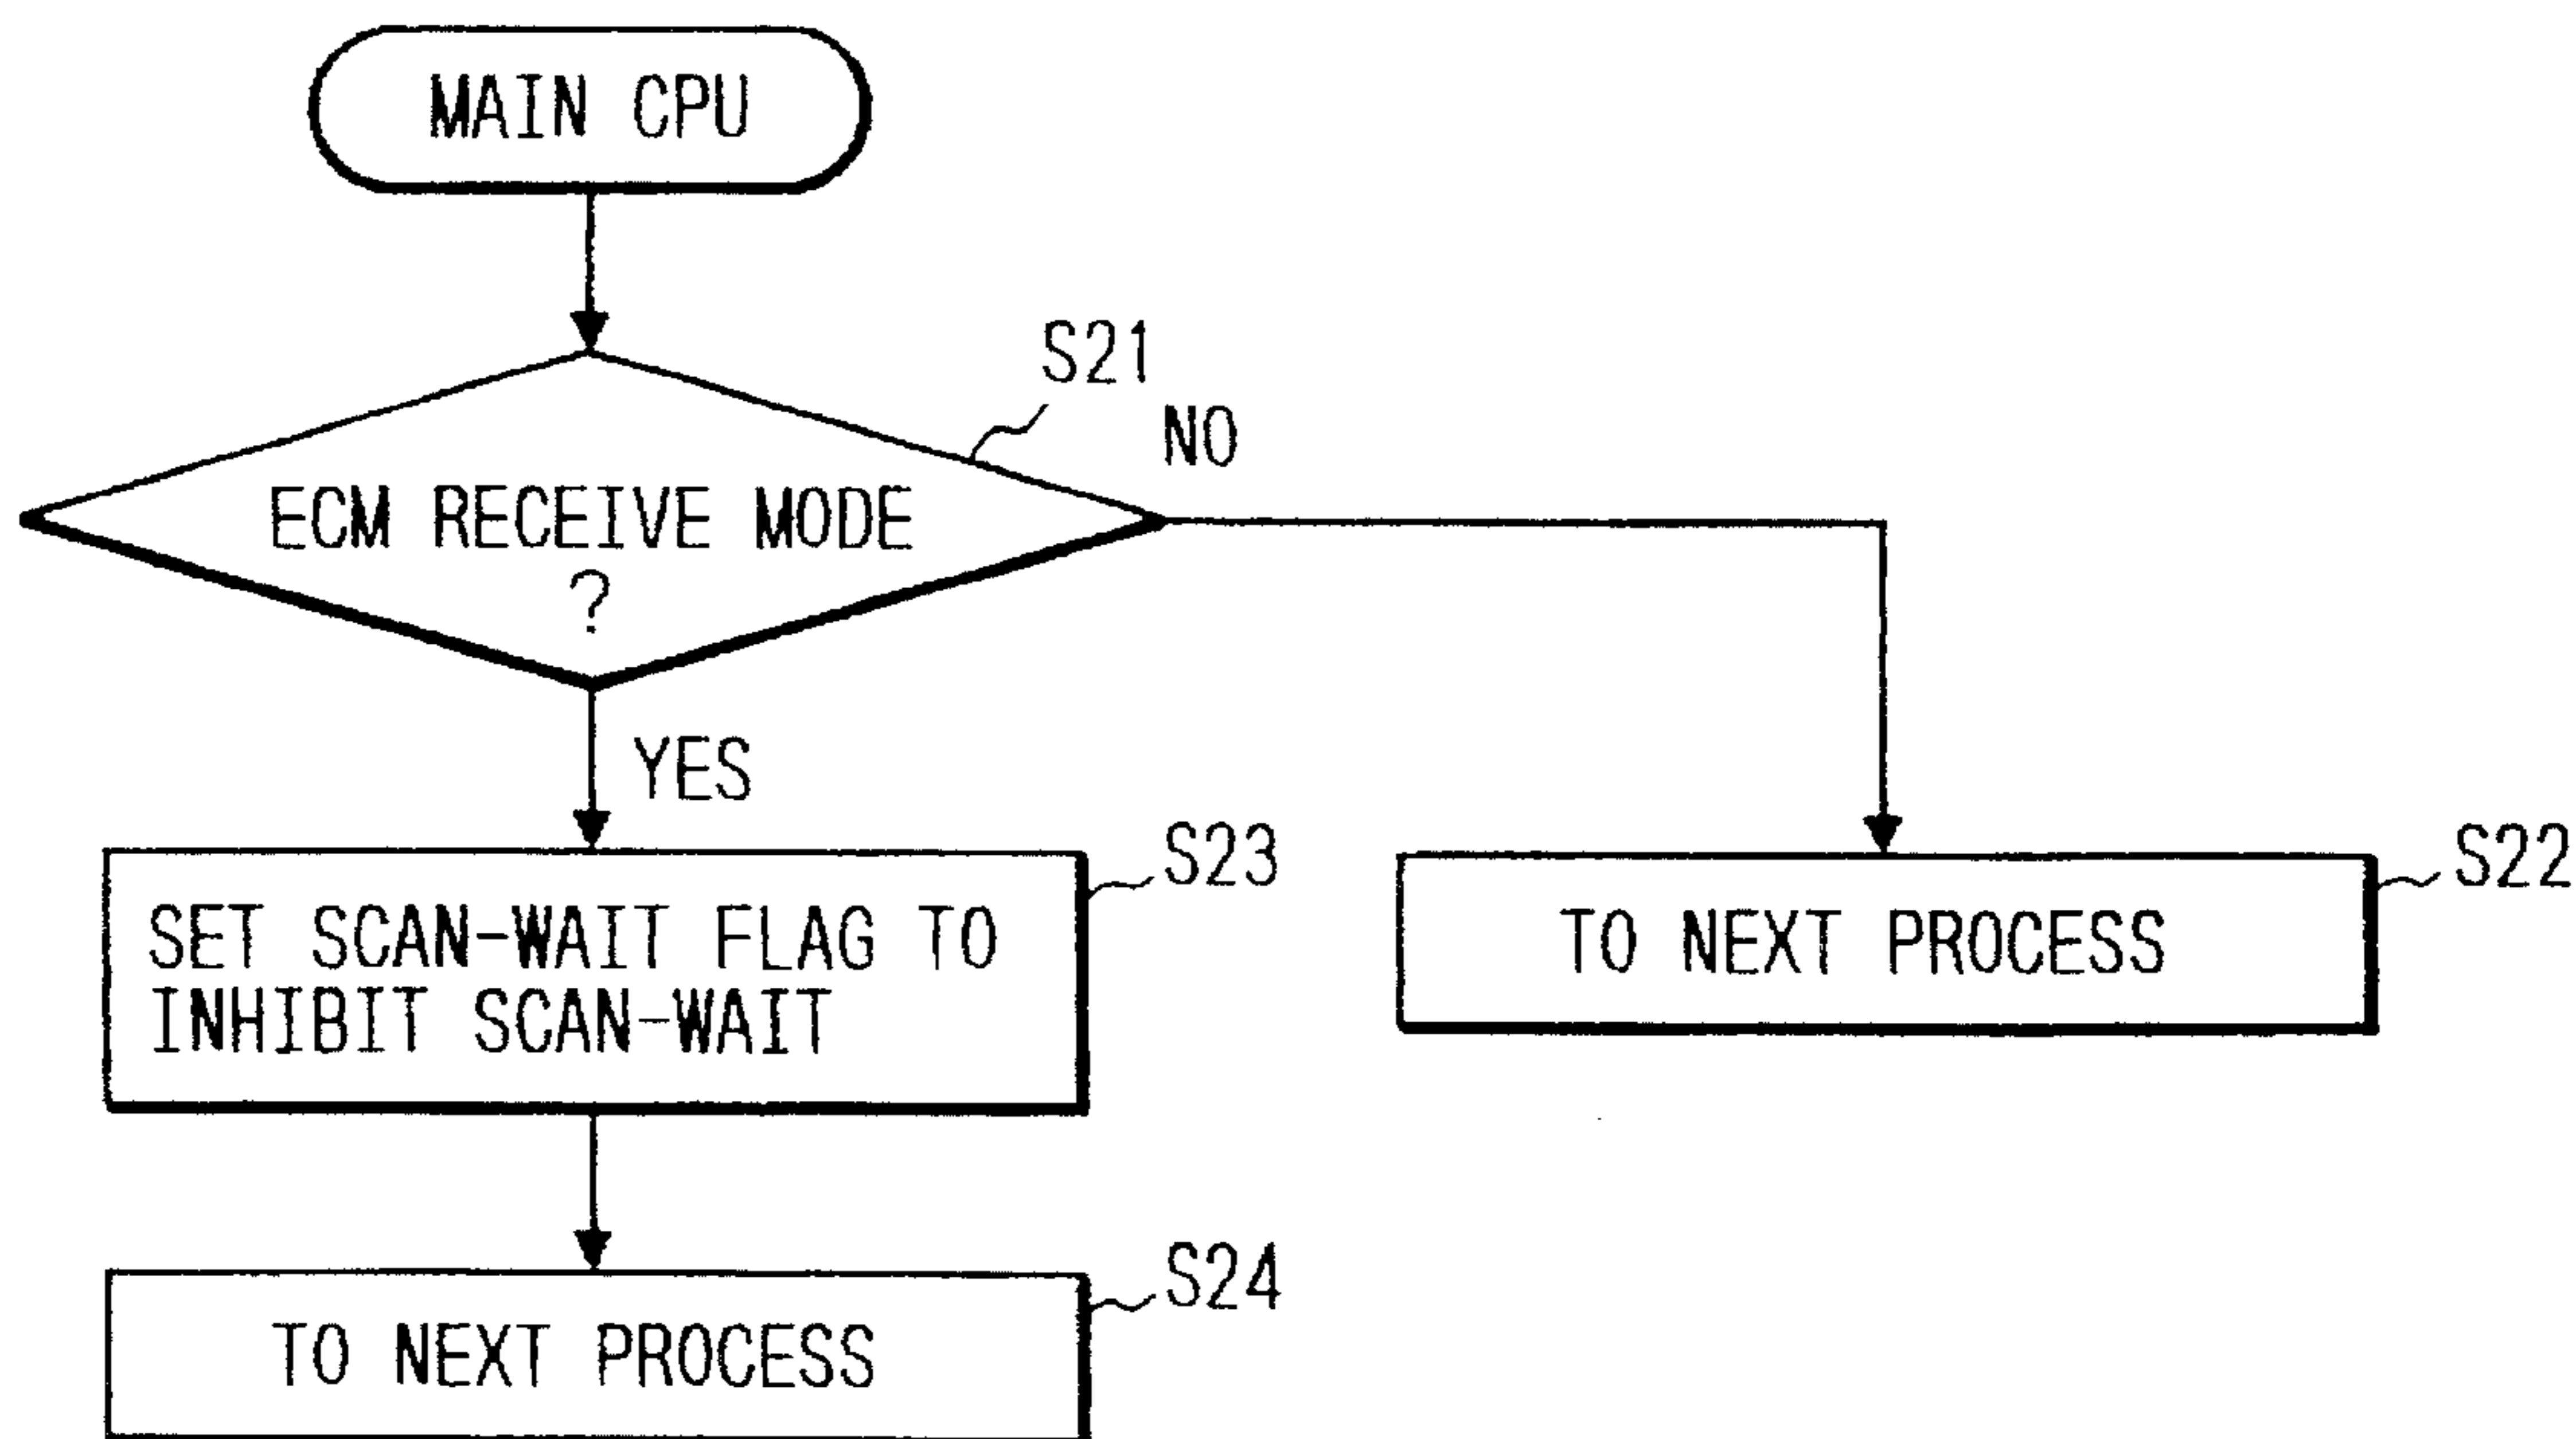 MAIN CPU
S21
NO
ECM RECEIVE MODE
?
YES
S23
SET SCAN-WAIT FLAG TO
INHIBIT SCAN-WAIT
S22
TO NEXT PROCESS
S24
TO NEXT PROCESS